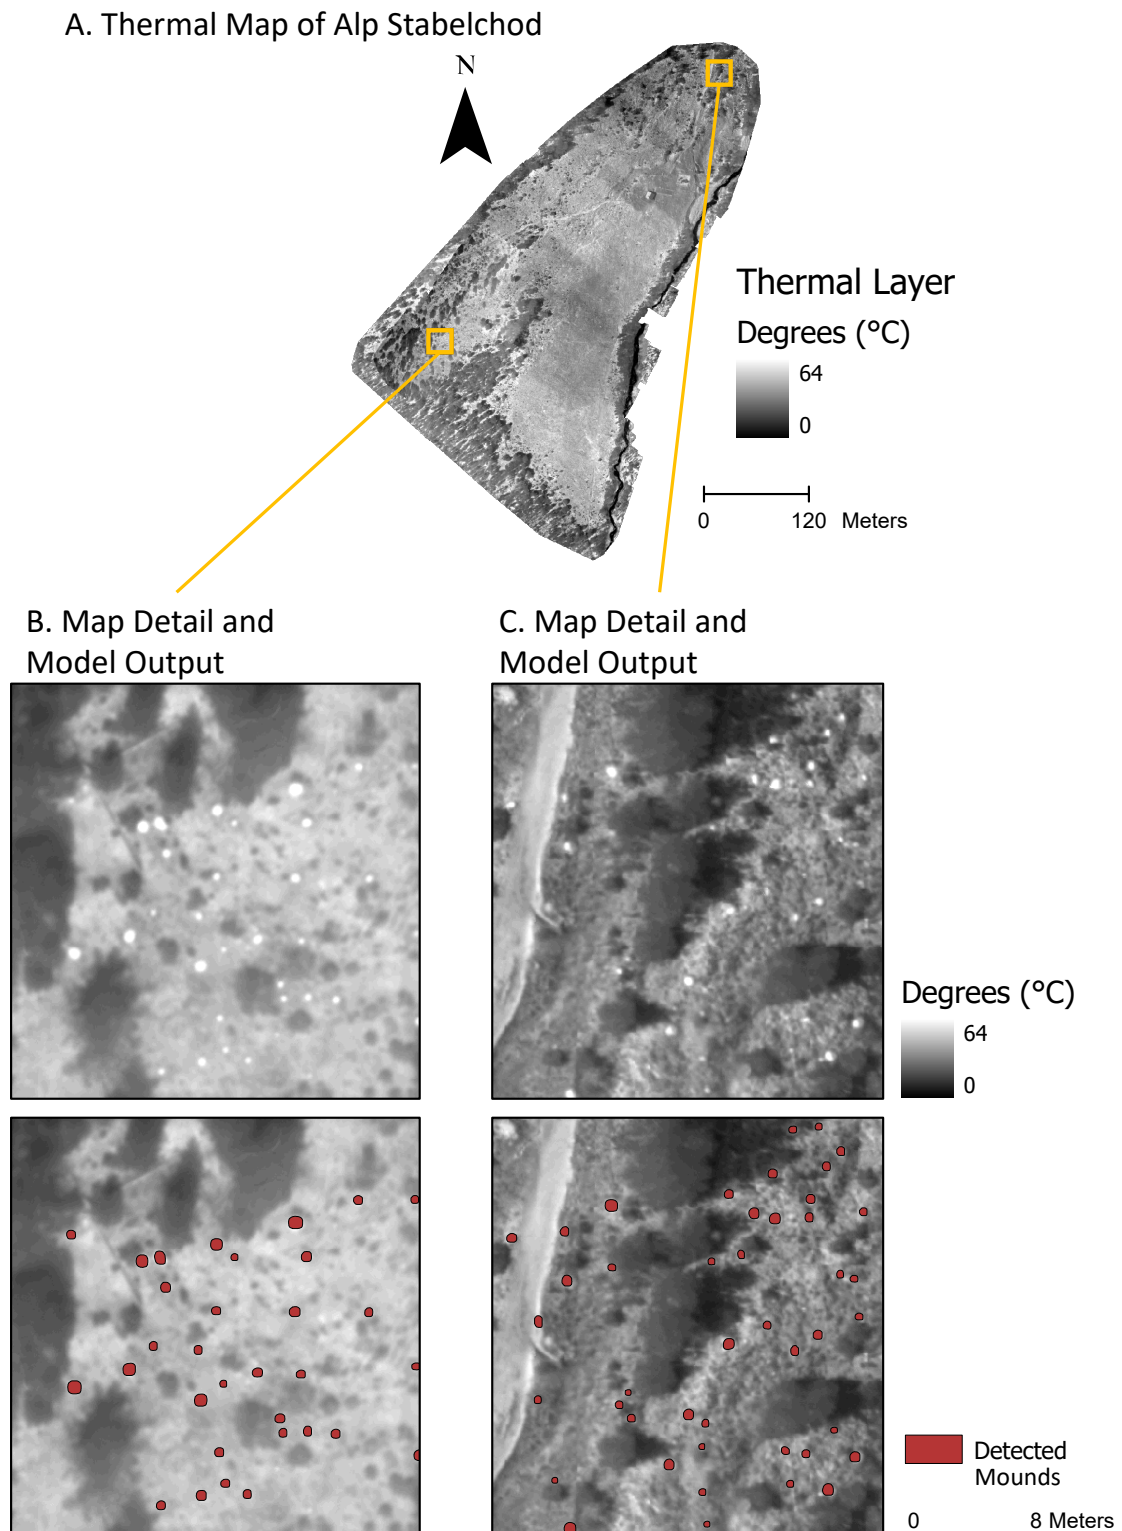 A. Thermal Map of Alp Stabelchod
N
Thermal Layer
Degrees (°C)
64
0
0 120 Meters
B. Map Detail and
Model Output
C. Map Detail and
Model Output
Degrees (°C)
64
0
Detected
Mounds
0 8 Meters